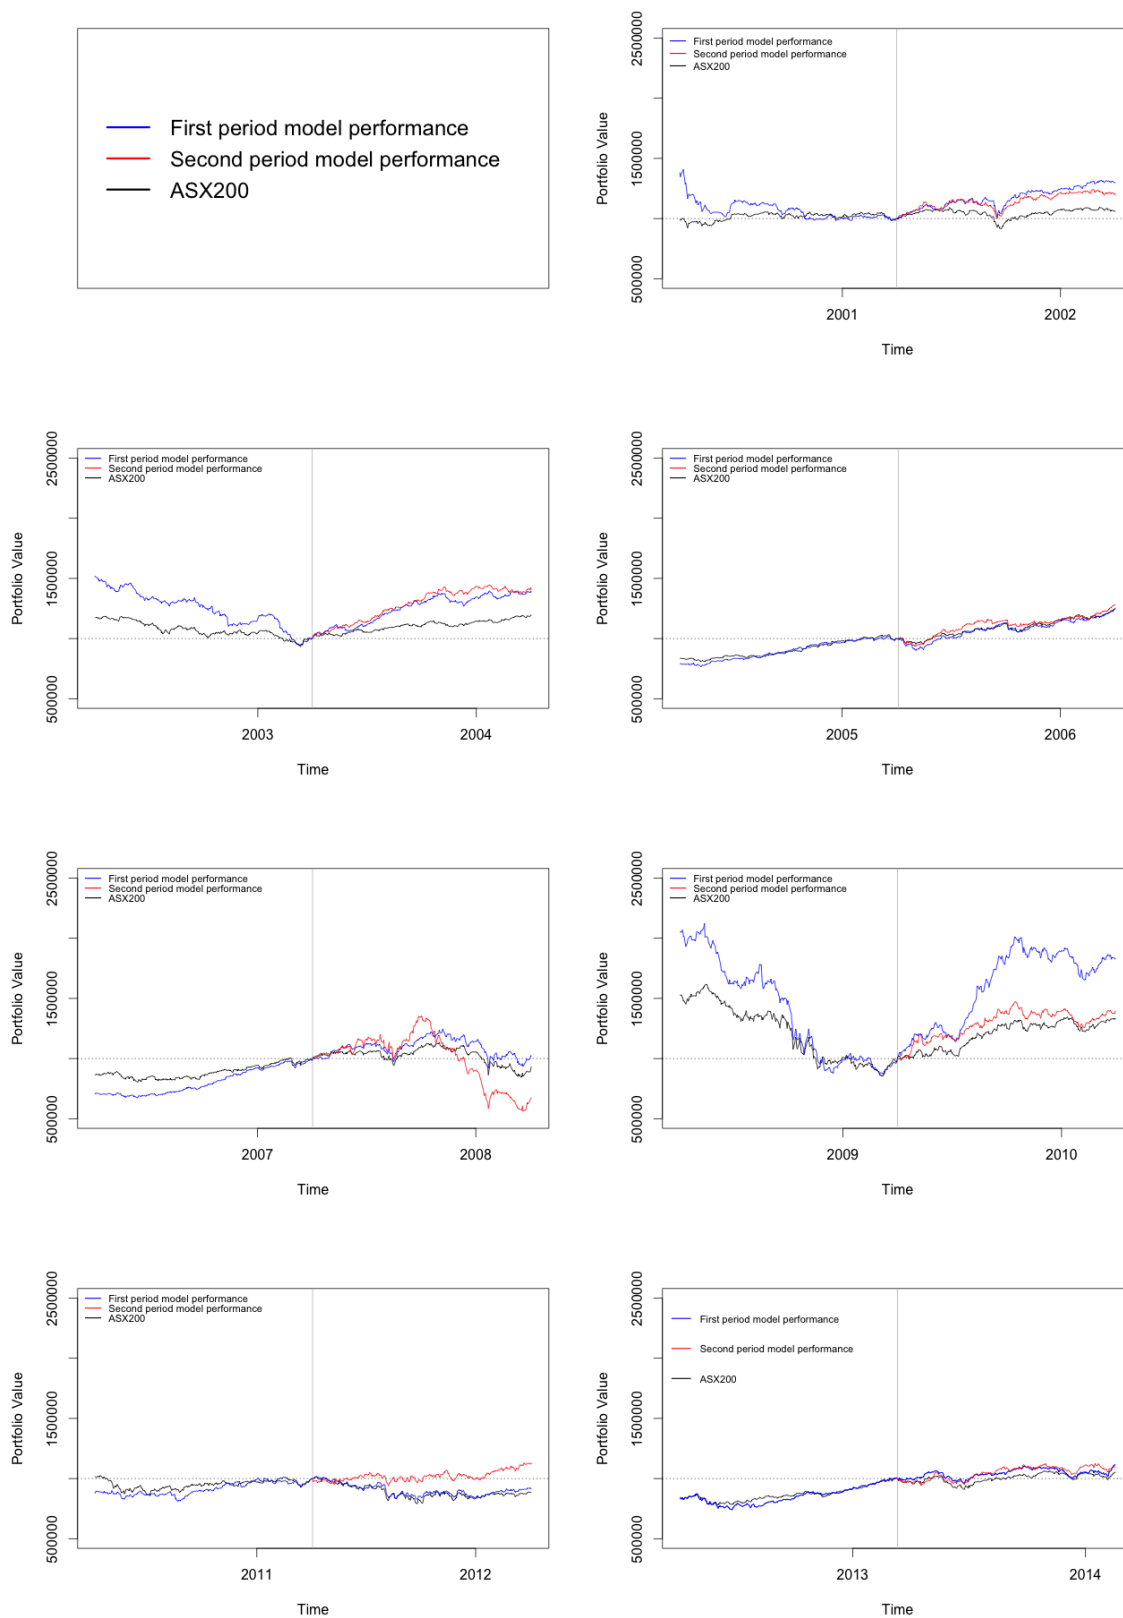 First period model performance
Second period model performance
ASX200
First period model performance
Second period model performance
ASX200
Portfolio Value
500000
1500000
2500000
2001
2002
Time
First period model performance
Second period model performance
ASX200
Portfolio Value
500000
1500000
2500000
2003
2004
Time
First period model performance
Second period model performance
ASX200
Portfolio Value
500000
1500000
2500000
2005
2006
Time
First period model performance
Second period model performance
ASX200
Portfolio Value
500000
1500000
2500000
2007
2008
Time
First period model performance
Second period model performance
ASX200
Portfolio Value
500000
1500000
2500000
2009
2010
Time
First period model performance
Second period model performance
ASX200
Portfolio Value
500000
1500000
2500000
2011
2012
Time
First period model performance
Second period model performance
ASX200
Portfolio Value
500000
1500000
2500000
2013
2014
Time